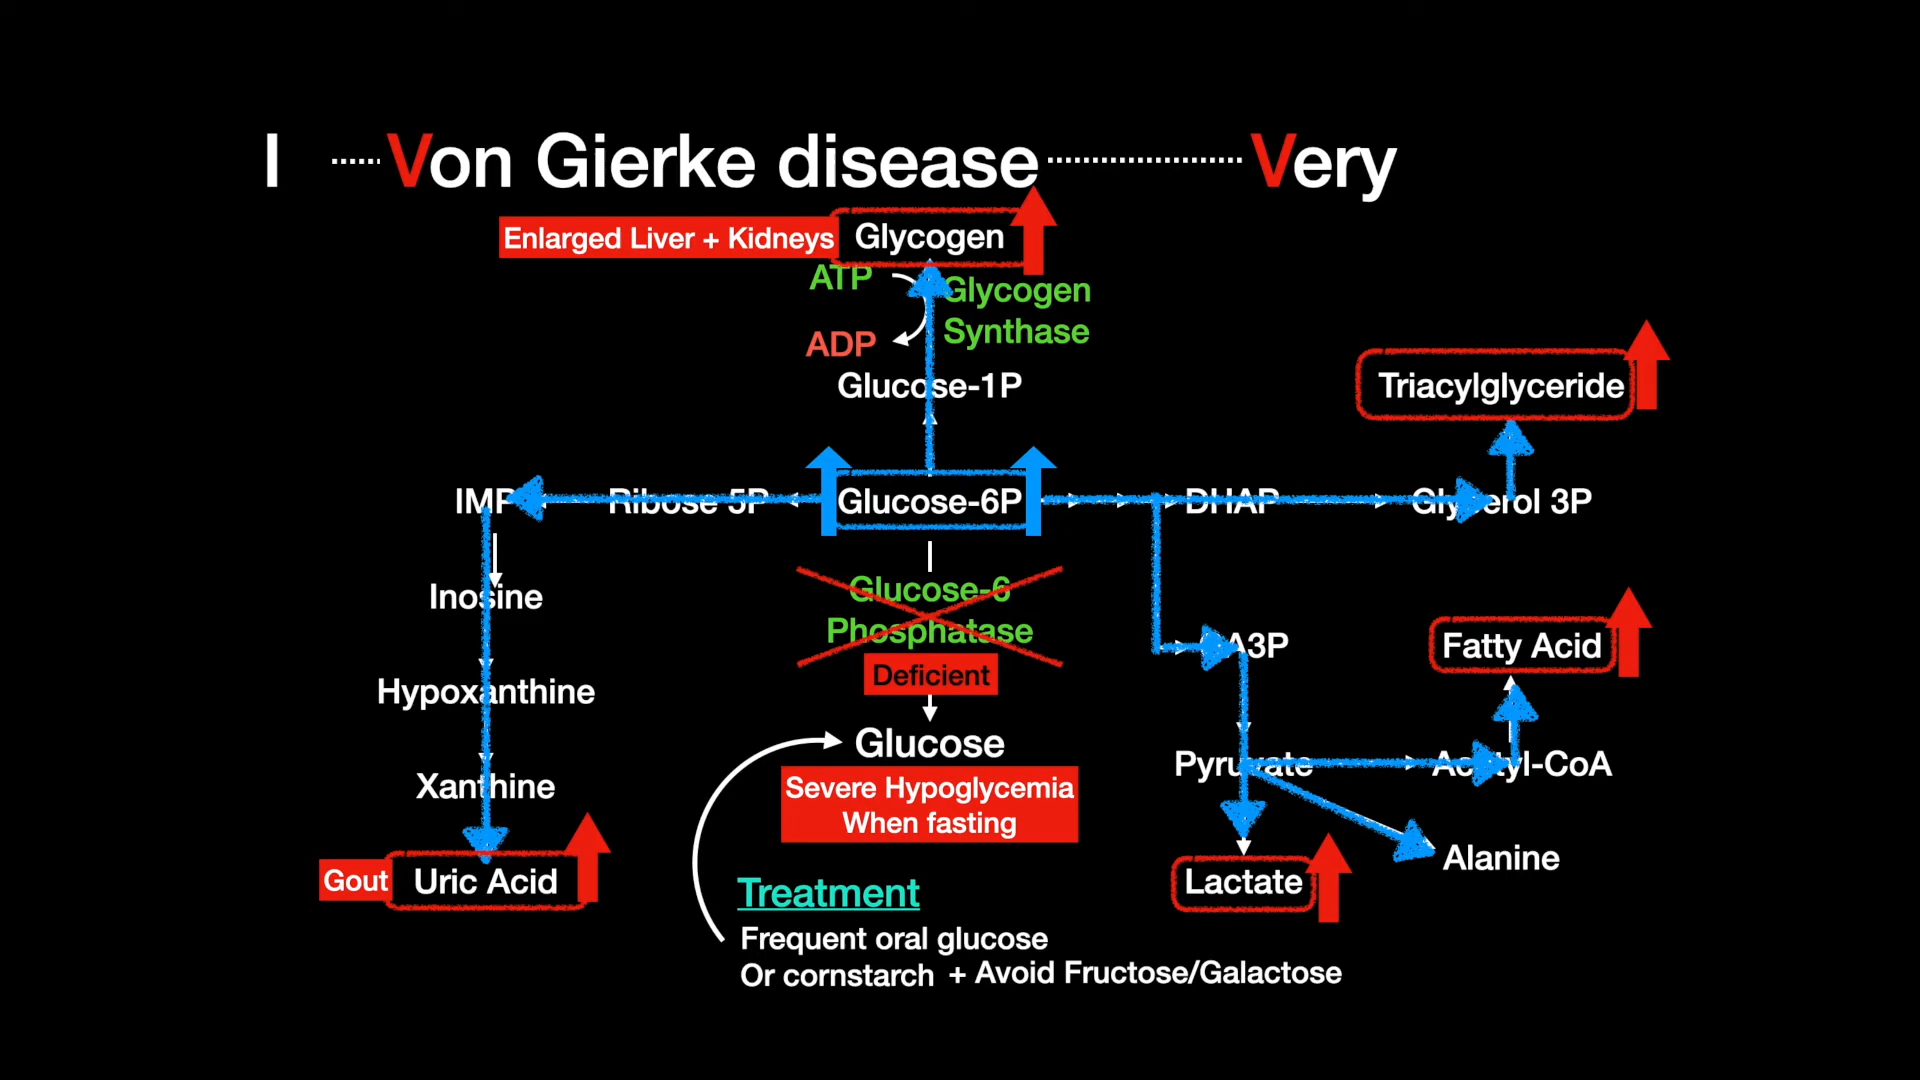 I Von Gierke disease Very
Enlarged Liver + Kidneys Glycogen
ATP
Glycogen
Synthase
ADP
Glucose-1P
Triacylglyceride
IMP Ribose 5P Glucose-6P DHAP Glycerol 3P
Glucose-6
Phosphatase
Deficient
Inosine
A3P
Fatty Acid
Hypoxanthine
Glucose
Severe Hypoglycemia
When fasting
Pyruvate Acetyl-CoA
Xanthine
Alanine
Gout Uric Acid
Lactate
Treatment
Frequent oral glucose
Or cornstarch + Avoid Fructose/Galactose